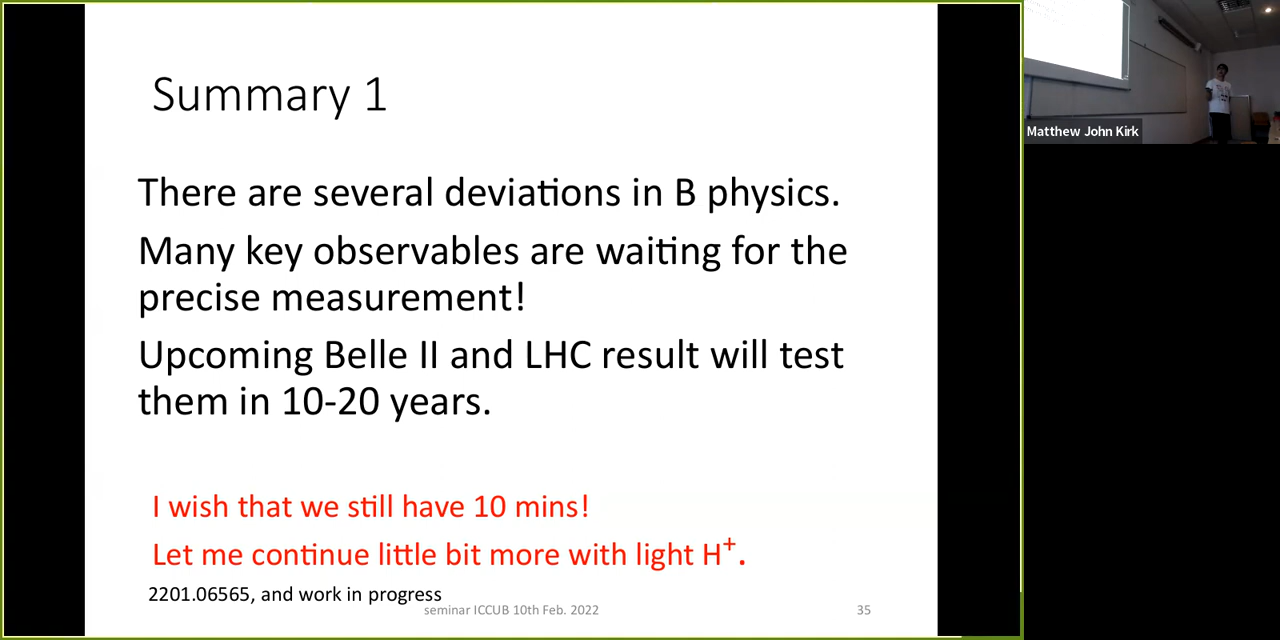 Summary 1
There are several deviations in B physics.
Many key observables are waiting for the
precise measurement!
Upcoming Belle II and LHC result will test
them in 10-20 years.
I wish that we still have 10 mins!
Let me continue little bit more with light H⁺.
2201.06565, and work in progress
seminar ICCUB 10th Feb. 2022
35
Matthew John Kirk